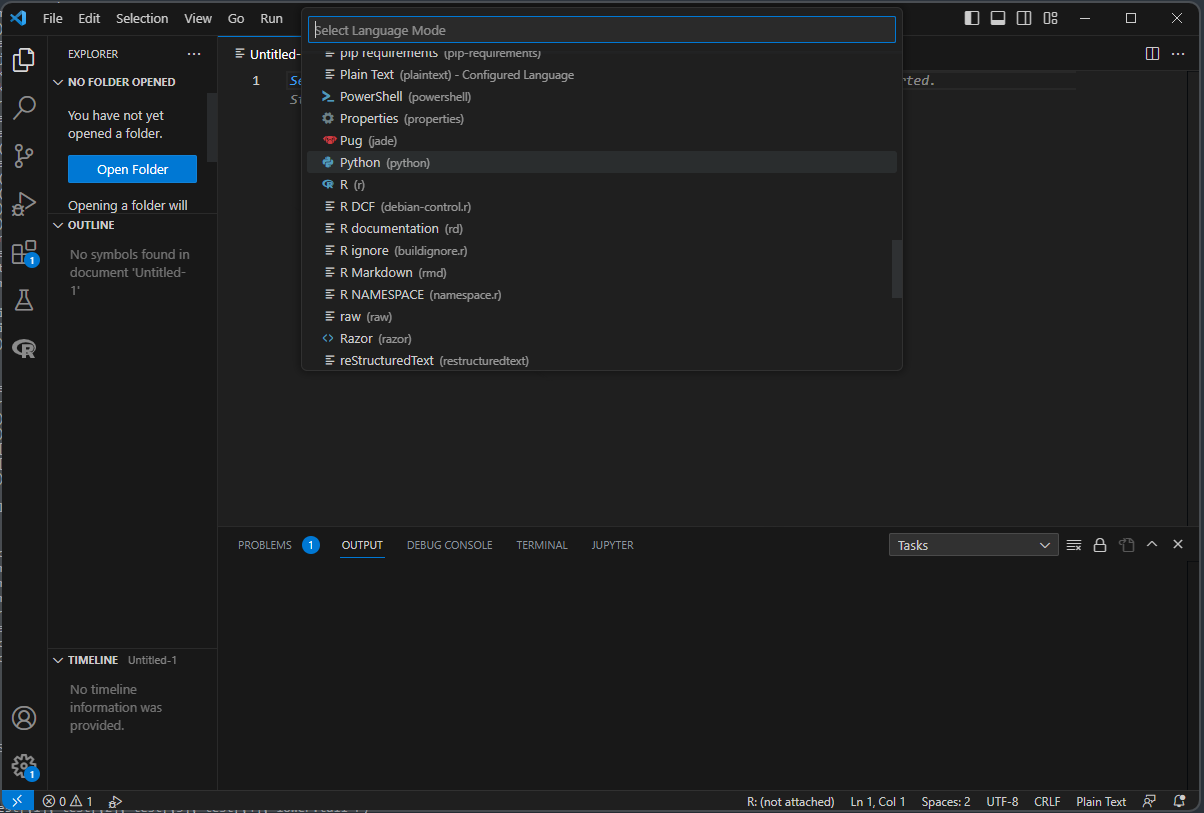 File Edit Selection View Go Run
Select Language Mode
EXPLORER
NO FOLDER OPENED
You have not yet
opened a folder.
Open Folder
Opening a folder will
OUTLINE
No symbols found in
document 'Untitled-
1'
TIMELINE Untitled-1
No timeline
information was
provided.
Untitled-
1
rted.
pip requirements (pip-requirements)
Plain Text (plaintext) - Configured Language
PowerShell (powershell)
Properties (properties)
Pug (jade)
Python (python)
R (r)
R DCF (debian-control.r)
R documentation (rd)
R ignore (buildignore.r)
R Markdown (rmd)
R NAMESPACE (namespace.r)
raw (raw)
Razor (razor)
reStructuredText (restructuredtext)
PROBLEMS 1 OUTPUT DEBUG CONSOLE TERMINAL JUPYTER
Tasks
1
R
1
0 1
R: (not attached) Ln 1, Col 1 Spaces: 2 UTF-8 CRLF Plain Text